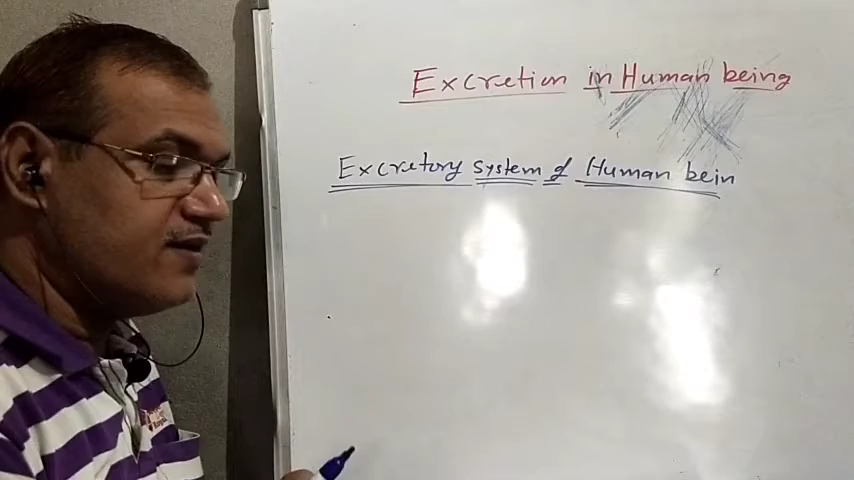 Excretion in Human being
Excretory System of Human bein